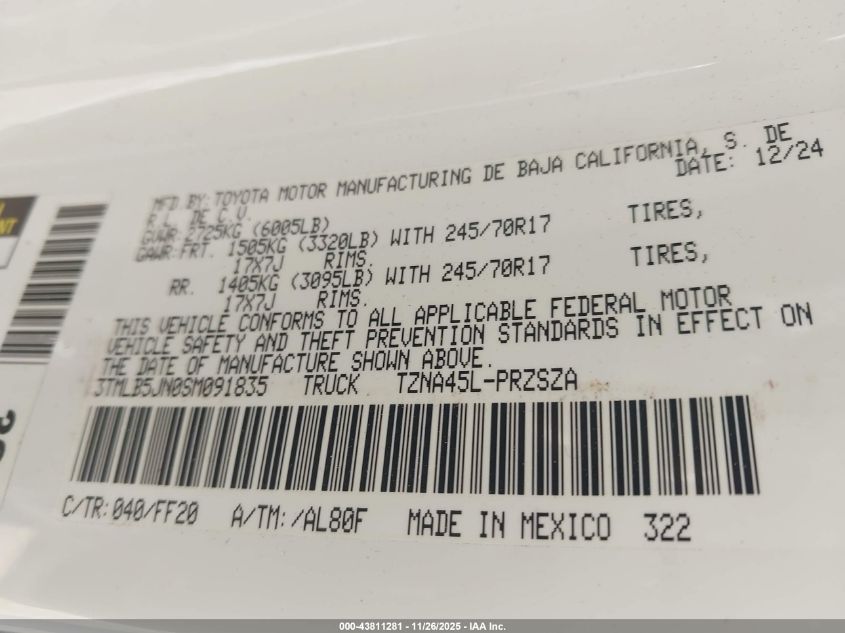 MFD BY: TOYOTA MOTOR MANUFACTURING DE BAJA CALIFORNIA, S. DE
R.L. DE C.V. DATE: 12/24
GVWR: 2725KG (6005LB)
GAWR: FRT. 1505KG (3320LB) WITH 245/70R17 TIRES,
17X7J RIMS.
RR. 1405KG (3095LB) WITH 245/70R17 TIRES,
17X7J RIMS.
THIS VEHICLE CONFORMS TO ALL APPLICABLE FEDERAL MOTOR
VEHICLE SAFETY AND THEFT PREVENTION STANDARDS IN EFFECT ON
THE DATE OF MANUFACTURE SHOWN ABOVE.
3TMLB5JN0SM091835 TRUCK TZNA45L-PRZSZA
C/TR: 040/FF20 A/TM: /AL80F MADE IN MEXICO 322
000-43811281 - 11/26/2025 - IAA Inc.